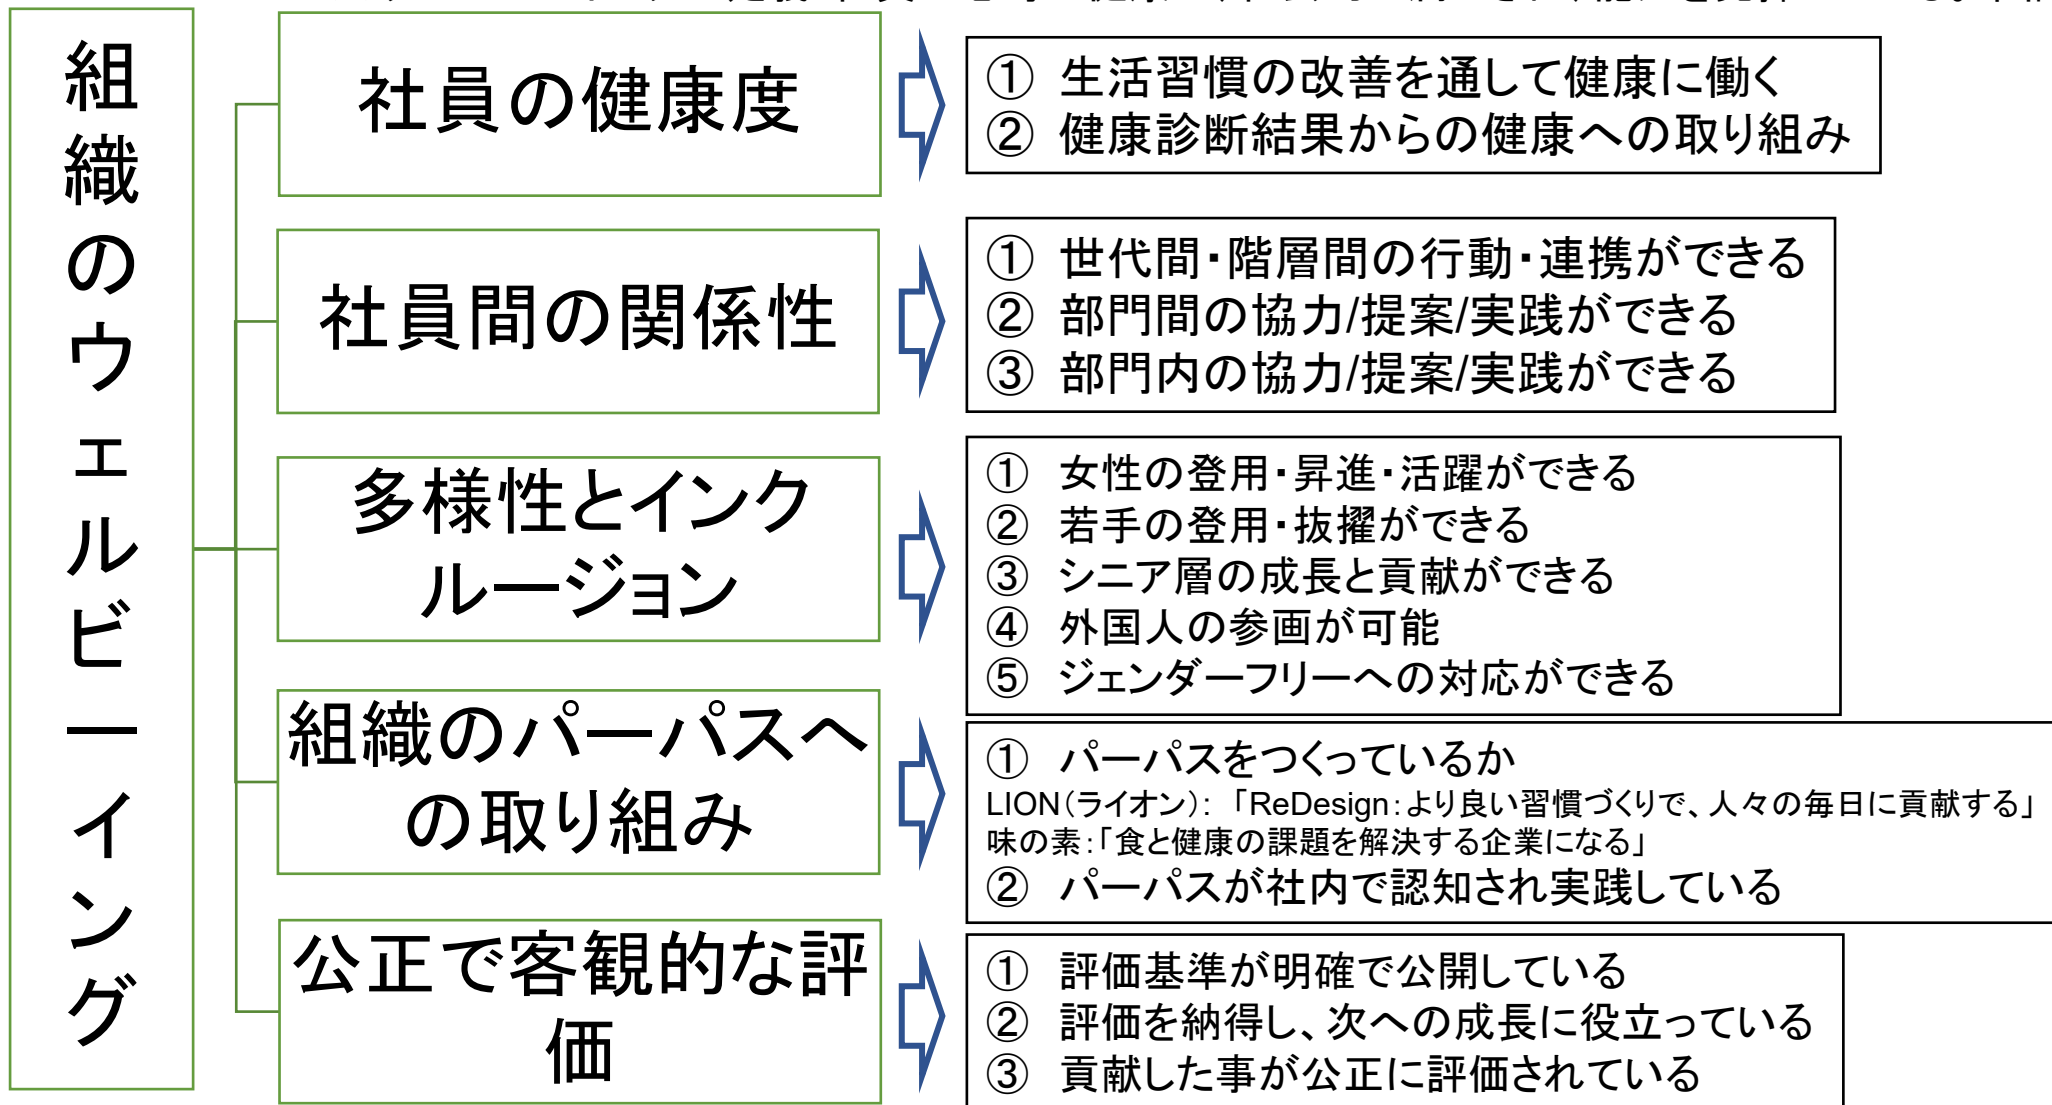 組織のウェルビーイング
社員の健康度
① 生活習慣の改善を通して健康に働く
② 健康診断結果からの健康への取り組み
社員間の関係性
① 世代間・階層間の行動・連携ができる
② 部門間の協力/提案/実践ができる
③ 部門内の協力/提案/実践ができる
多様性とインク
ルージョン
① 女性の登用・昇進・活躍ができる
② 若手の登用・抜擢ができる
③ シニア層の成長と貢献ができる
④ 外国人の参画が可能
⑤ ジェンダーフリーへの対応ができる
組織のパーパスへ
の取り組み
① パーパスをつくっているか
LION(ライオン):「ReDesign:より良い習慣づくりで、人々の毎日に貢献する」
味の素:「食と健康の課題を解決する企業になる」
② パーパスが社内で認知され実践している
公正で客観的な評
価
① 評価基準が明確で公開している
② 評価を納得し、次への成長に役立っている
③ 貢献した事が公正に評価されている